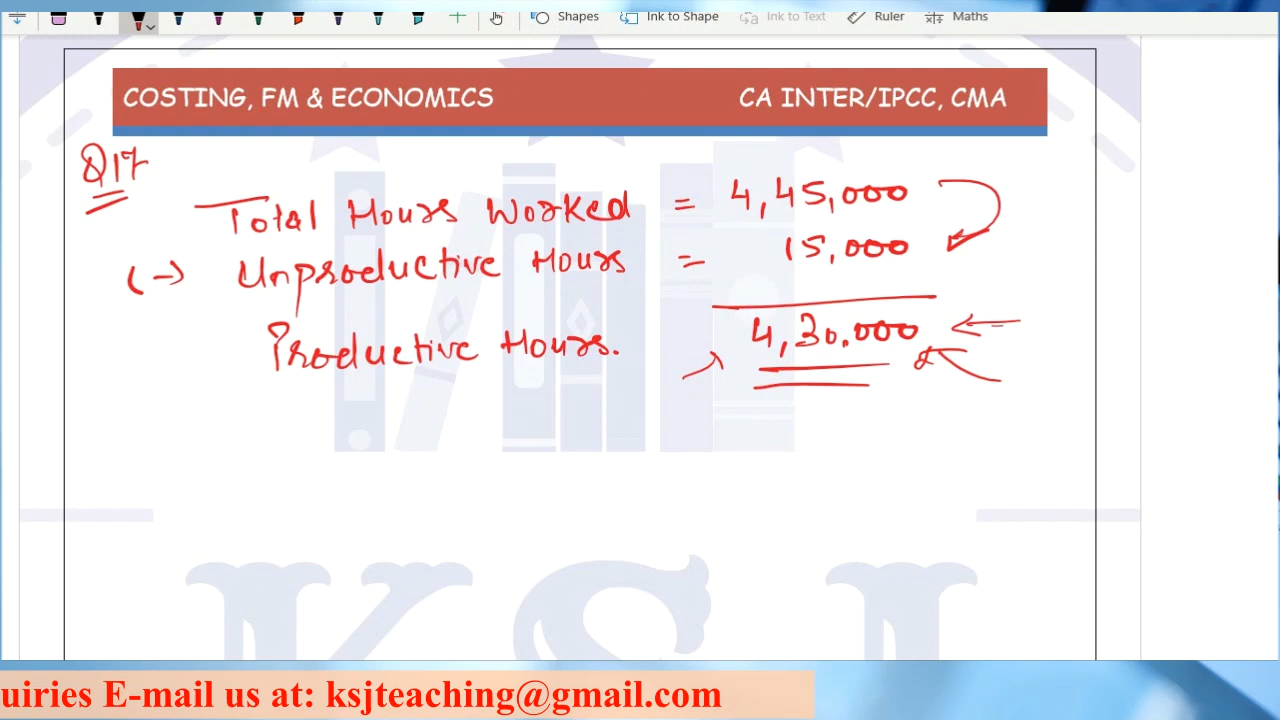 Shapes Ink to Shape Ink to Text Ruler Maths
COSTING, FM & ECONOMICS CA INTER/IPCC, CMA
Q17
Total Hours Worked = 4,45,000
(-) Unproductive Hours = 15,000
Productive Hours. 4,30,000
KSJ
uiries E-mail us at: ksjteaching@gmail.com